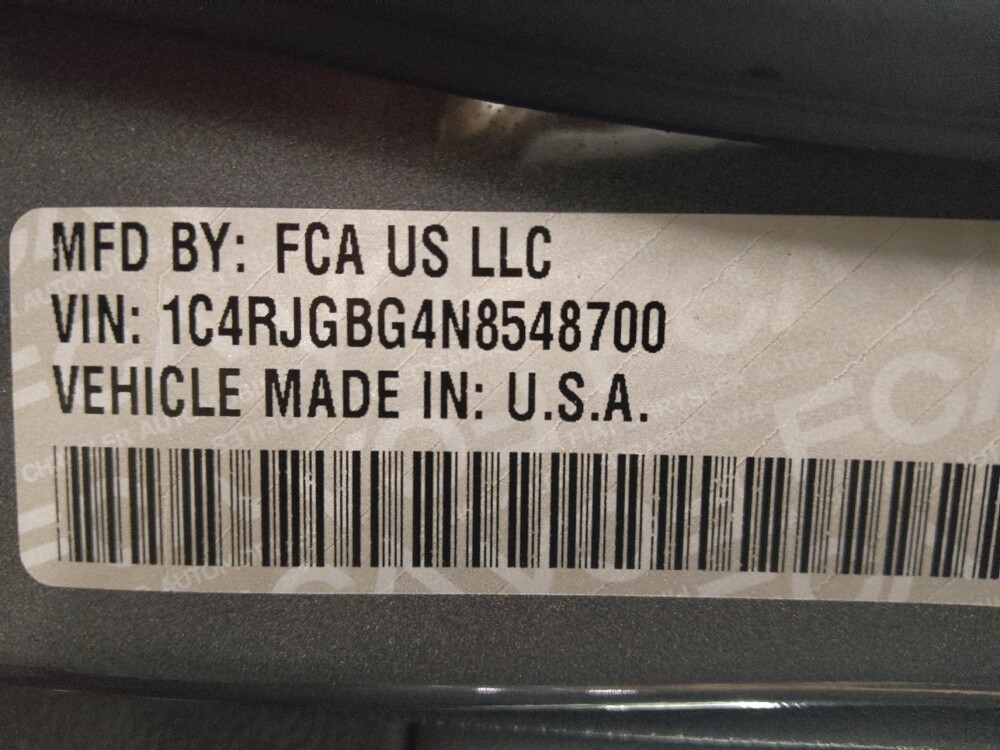 MFD BY: FCA US LLC
VIN: 1C4RJGBG4N8548700
VEHICLE MADE IN: U.S.A.